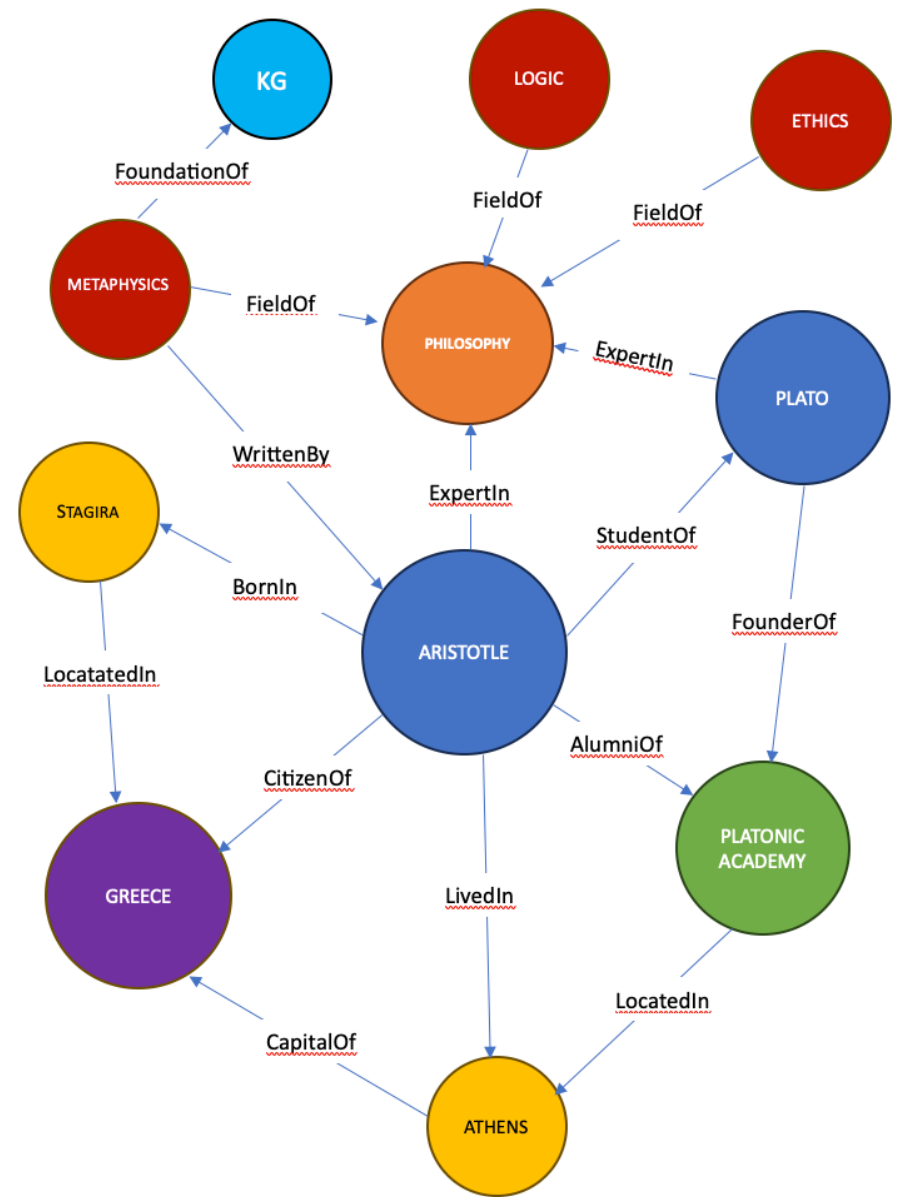 KG
LOGIC
ETHICS
FoundationOf
FieldOf
FieldOf
METAPHYSICS
FieldOf
PHILOSOPHY
ExpertIn
PLATO
WrittenBy
ExpertIn
STAGIRA
StudentOf
BornIn
FounderOf
ARISTOTLE
LocatatedIn
AlumniOf
CitizenOf
PLATONIC
ACADEMY
GREECE
LivedIn
LocatedIn
CapitalOf
ATHENS